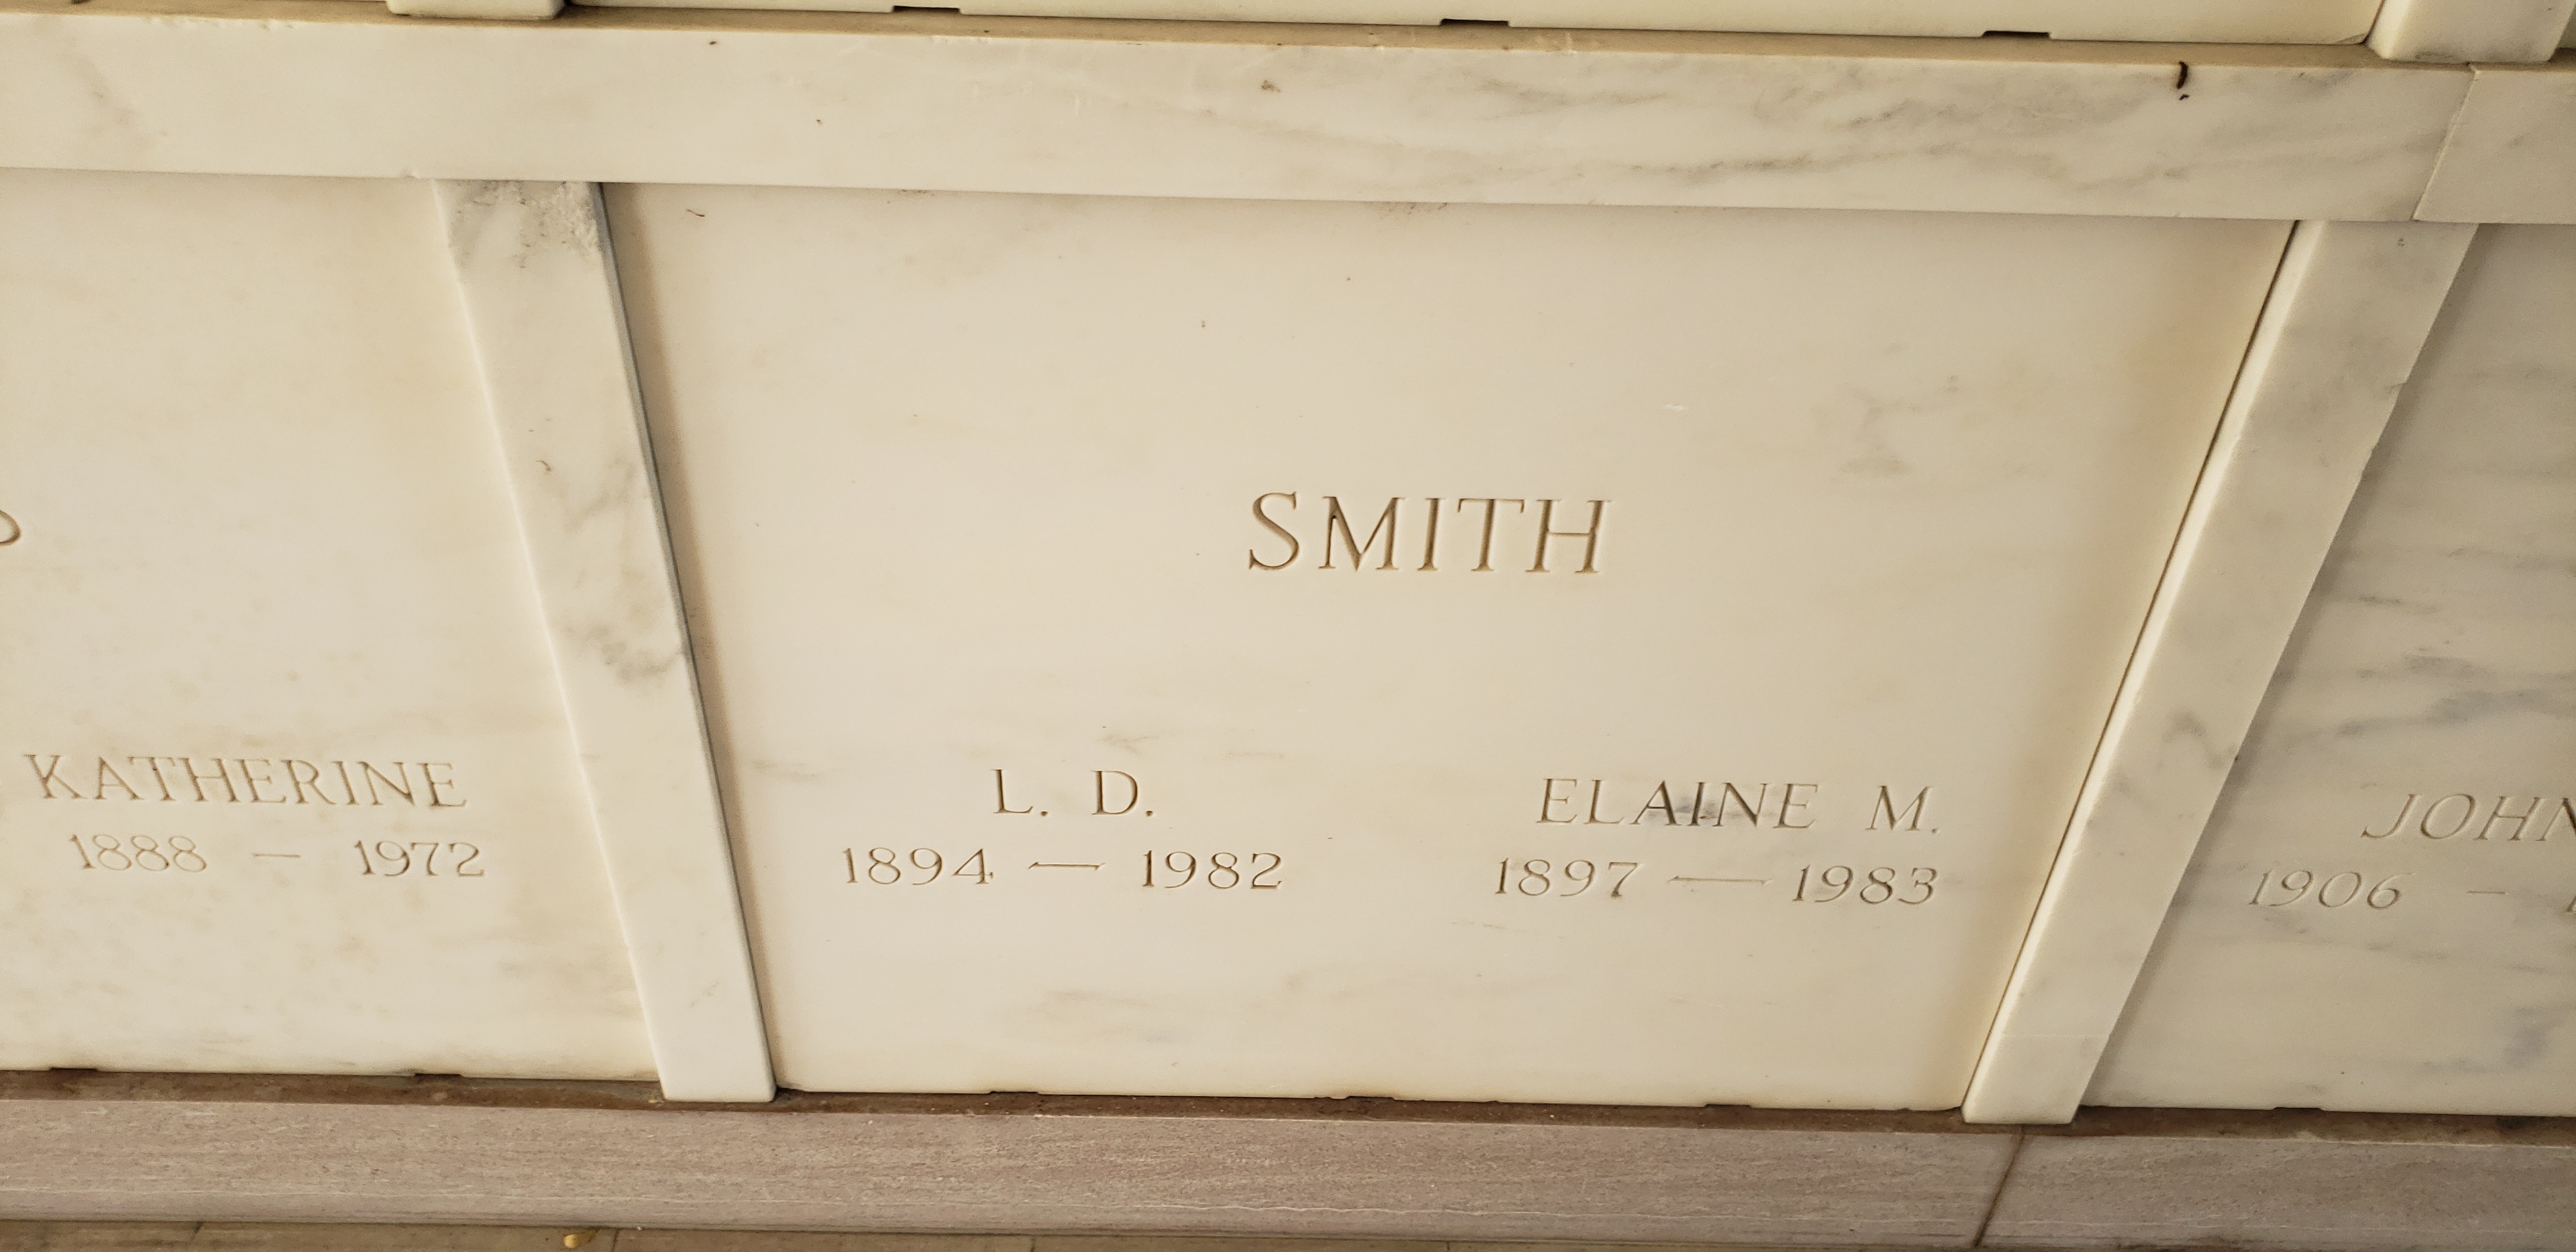 SMITH
KATHERINE
1888 — 1972
L. D.
1894 — 1982
ELAINE M.
1897 — 1983
1906 —